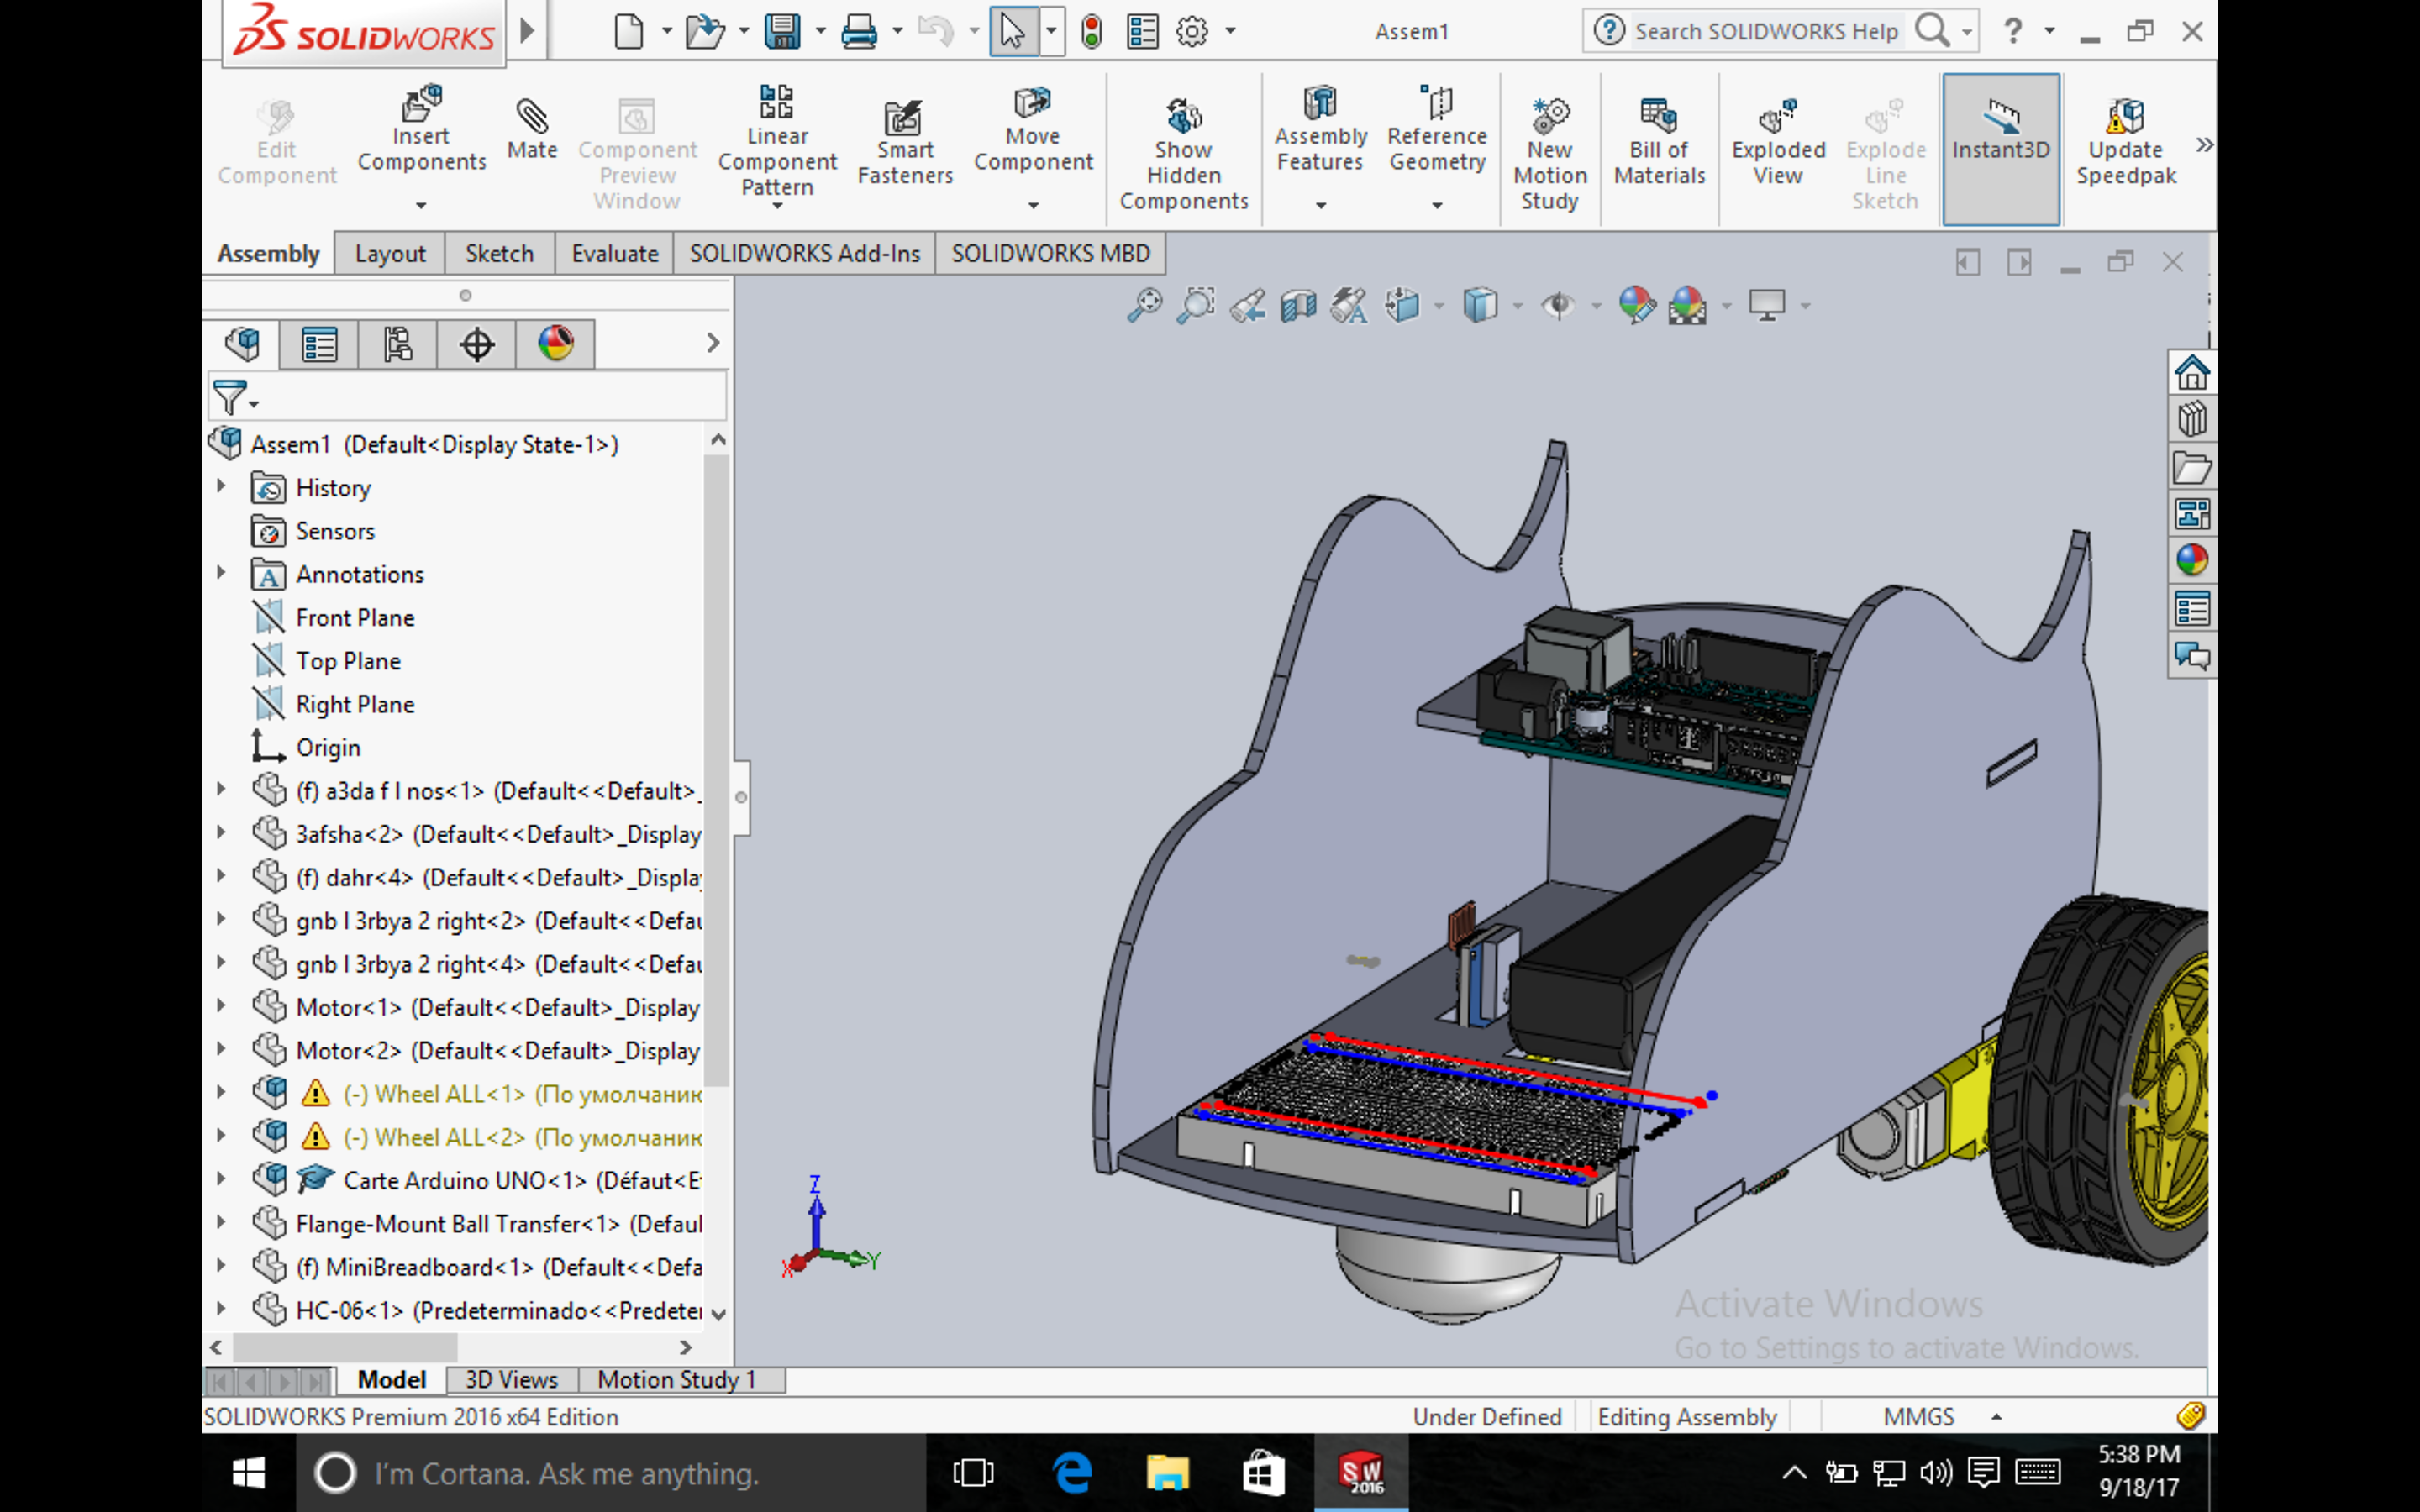 SOLIDWORKS
Assem1
Search SOLIDWORKS Help
?
Edit
Component
Insert
Components
Mate
Component
Preview
Window
Linear
Component
Pattern
Smart
Fasteners
Move
Component
Show
Hidden
Components
Assembly
Features
Reference
Geometry
New
Motion
Study
Bill of
Materials
Exploded
View
Explode
Line
Sketch
Instant3D
Update
Speedpak
»
Assembly
Layout
Sketch
Evaluate
SOLIDWORKS Add-Ins
SOLIDWORKS MBD
Assem1 (Default<Display State-1>)
History
Sensors
Annotations
Front Plane
Top Plane
Right Plane
Origin
(f) a3da f l nos<1> (Default<<Default>_
3afsha<2> (Default<<Default>_Display
(f) dahr<4> (Default<<Default>_Displa
gnb l 3rbya 2 right<2> (Default<<Defau
gnb l 3rbya 2 right<4> (Default<<Defau
Motor<1> (Default<<Default>_Display
Motor<2> (Default<<Default>_Display
(-) Wheel ALL<1> (По умолчанию
(-) Wheel ALL<2> (По умолчанию
Carte Arduino UNO<1> (Défaut<E
Flange-Mount Ball Transfer<1> (Defaul
(f) MiniBreadboard<1> (Default<<Defa
HC-06<1> (Predeterminado<<Predeter
Z
X
Y
Activate Windows
Go to Settings to activate Windows.
Model
3D Views
Motion Study 1
SOLIDWORKS Premium 2016 x64 Edition
Under Defined
Editing Assembly
MMGS
I'm Cortana. Ask me anything.
SW
2016
5:38 PM
9/18/17